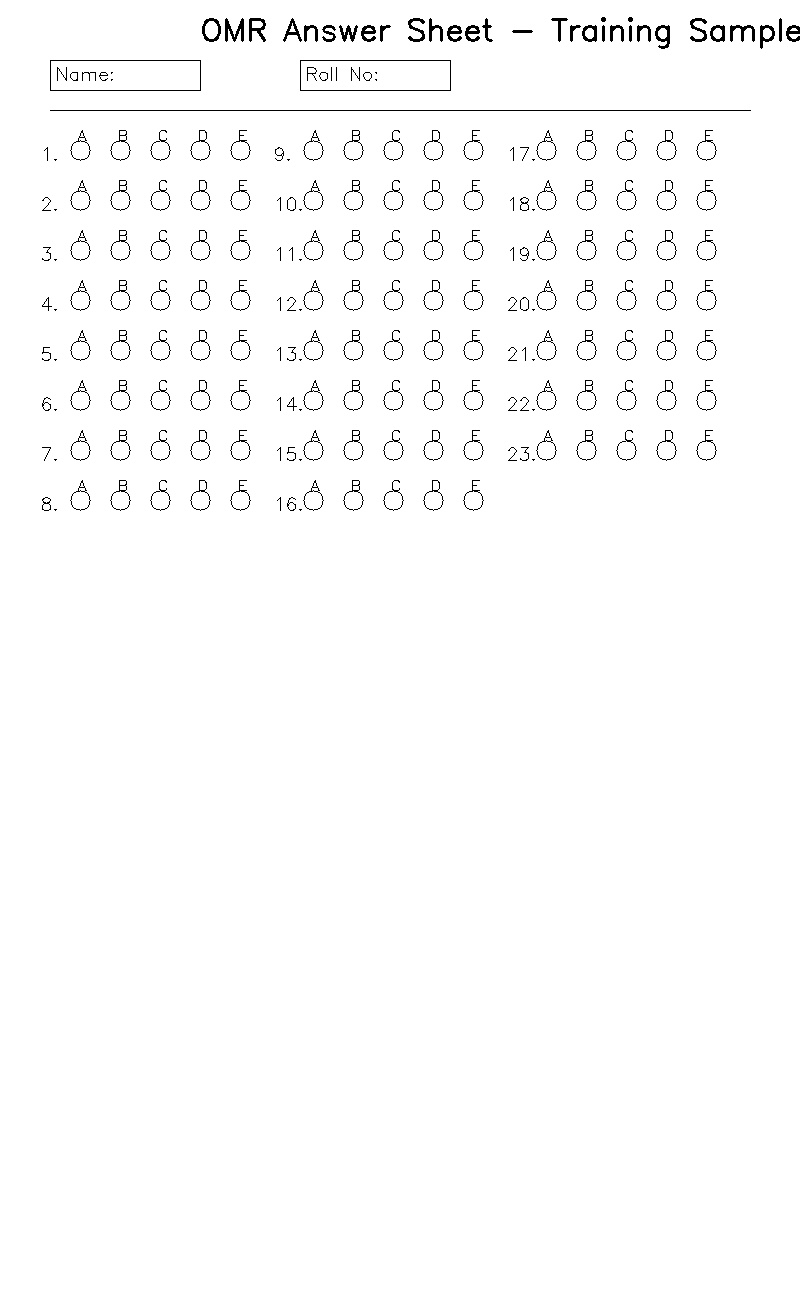 OMR Answer Sheet - Training Sample
Name: Roll No:
A B C D E A B C D E A B C D E
1. 9. 17.
A B C D E A B C D E A B C D E
2. 10. 18.
A B C D E A B C D E A B C D E
3. 11. 19.
A B C D E A B C D E A B C D E
4. 12. 20.
A B C D E A B C D E A B C D E
5. 13. 21.
A B C D E A B C D E A B C D E
6. 14. 22.
A B C D E A B C D E A B C D E
7. 15. 23.
A B C D E A B C D E
8. 16.